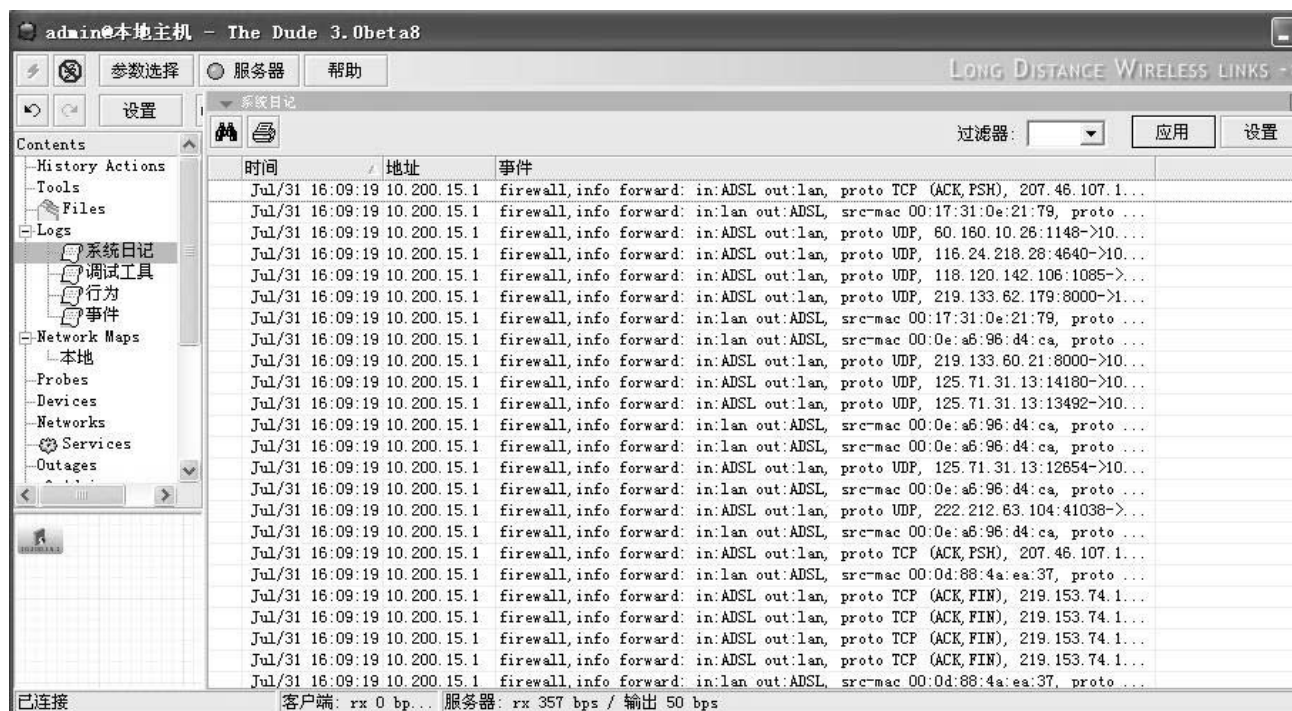 admin@本地主机 - The Dude 3.0beta8
参数选择 服务器 帮助 LONG DISTANCE WIRELESS LINKS -
设置 系统日记
过滤器: 应用 设置
Contents
History Actions
Tools
Files
Logs
系统日记
调试工具
行为
事件
Network Maps
本地
Probes
Devices
Networks
Services
Outages
时间 地址 事件
Jul/31 16:09:19 10.200.15.1 firewall,info forward: in:ADSL out:lan, proto TCP (ACK,PSH), 207.46.107.1...
Jul/31 16:09:19 10.200.15.1 firewall,info forward: in:lan out:ADSL, src-mac 00:17:31:0e:21:79, proto ...
Jul/31 16:09:19 10.200.15.1 firewall,info forward: in:ADSL out:lan, proto UDP, 60.160.10.26:1148->10....
Jul/31 16:09:19 10.200.15.1 firewall,info forward: in:ADSL out:lan, proto UDP, 116.24.218.28:4640->10...
Jul/31 16:09:19 10.200.15.1 firewall,info forward: in:ADSL out:lan, proto UDP, 118.120.142.106:1085->...
Jul/31 16:09:19 10.200.15.1 firewall,info forward: in:ADSL out:lan, proto UDP, 219.133.62.179:8000->1...
Jul/31 16:09:19 10.200.15.1 firewall,info forward: in:lan out:ADSL, src-mac 00:17:31:0e:21:79, proto ...
Jul/31 16:09:19 10.200.15.1 firewall,info forward: in:lan out:ADSL, src-mac 00:0e:a6:96:d4:ca, proto ...
Jul/31 16:09:19 10.200.15.1 firewall,info forward: in:ADSL out:lan, proto UDP, 219.133.60.21:8000->10...
Jul/31 16:09:19 10.200.15.1 firewall,info forward: in:ADSL out:lan, proto UDP, 125.71.31.13:14180->10...
Jul/31 16:09:19 10.200.15.1 firewall,info forward: in:ADSL out:lan, proto UDP, 125.71.31.13:13492->10...
Jul/31 16:09:19 10.200.15.1 firewall,info forward: in:lan out:ADSL, src-mac 00:0e:a6:96:d4:ca, proto ...
Jul/31 16:09:19 10.200.15.1 firewall,info forward: in:lan out:ADSL, src-mac 00:0e:a6:96:d4:ca, proto ...
Jul/31 16:09:19 10.200.15.1 firewall,info forward: in:ADSL out:lan, proto UDP, 125.71.31.13:12654->10...
Jul/31 16:09:19 10.200.15.1 firewall,info forward: in:lan out:ADSL, src-mac 00:0e:a6:96:d4:ca, proto ...
Jul/31 16:09:19 10.200.15.1 firewall,info forward: in:ADSL out:lan, proto UDP, 222.212.63.104:41038->...
Jul/31 16:09:19 10.200.15.1 firewall,info forward: in:lan out:ADSL, src-mac 00:0e:a6:96:d4:ca, proto ...
Jul/31 16:09:19 10.200.15.1 firewall,info forward: in:ADSL out:lan, proto TCP (ACK,PSH), 207.46.107.1...
Jul/31 16:09:19 10.200.15.1 firewall,info forward: in:lan out:ADSL, src-mac 00:0d:88:4a:ea:37, proto ...
Jul/31 16:09:19 10.200.15.1 firewall,info forward: in:ADSL out:lan, proto TCP (ACK,FIN), 219.153.74.1...
Jul/31 16:09:19 10.200.15.1 firewall,info forward: in:ADSL out:lan, proto TCP (ACK,FIN), 219.153.74.1...
Jul/31 16:09:19 10.200.15.1 firewall,info forward: in:ADSL out:lan, proto TCP (ACK,FIN), 219.153.74.1...
Jul/31 16:09:19 10.200.15.1 firewall,info forward: in:ADSL out:lan, proto TCP (ACK,FIN), 219.153.74.1...
Jul/31 16:09:19 10.200.15.1 firewall,info forward: in:lan out:ADSL, src-mac 00:0d:88:4a:ea:37, proto ...
已连接 客户端: rx 0 bp... 服务器: rx 357 bps / 输出 50 bps